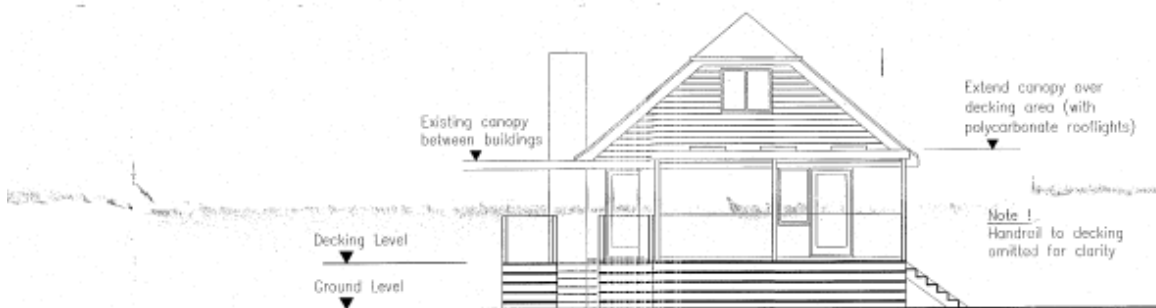 Existing canopy
between buildings
Extend canopy over
decking area (with
polycarbonate rooflights)
Note !
Handrail to decking
omitted for clarity
Decking Level
Ground Level